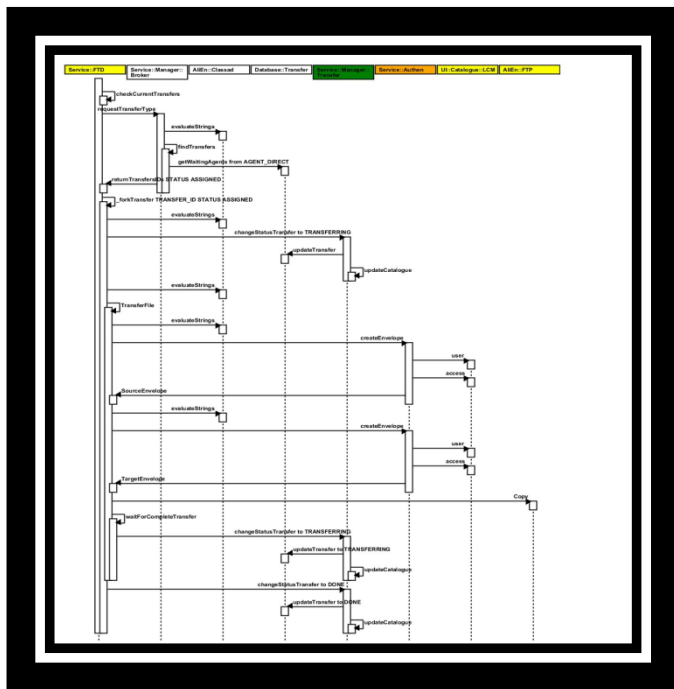 Service::FTD
Service::Manager::
Broker
AliEn::Classad
Database::Transfer
Service::Manager::
Transfer
Service::Authen
UI::Catalogue::LCM
AliEn::FTP
checkCurrentTransfers
requestTransferType
evaluateStrings
findTransfers
getWaitingAgents from AGENT_DIRECT
returnTransfersIDs STATUS ASSIGNED
_forkTransfer TRANSFER_ID STATUS ASSIGNED
evaluateStrings
changeStatusTransfer to TRANSFERRING
updateTransfer
updateCatalogue
evaluateStrings
TransferFile
evaluateStrings
createEnvelope
user
access
SourceEnvelope
evaluateStrings
createEnvelope
user
access
TargetEnvelope
Copy
waitForCompleteTransfer
changeStatusTransfer to TRANSFERRING
updateTransfer to TRANSFERRING
updateCatalogue
changeStatusTransfer to DONE
updateTransfer to DONE
updateCatalogue